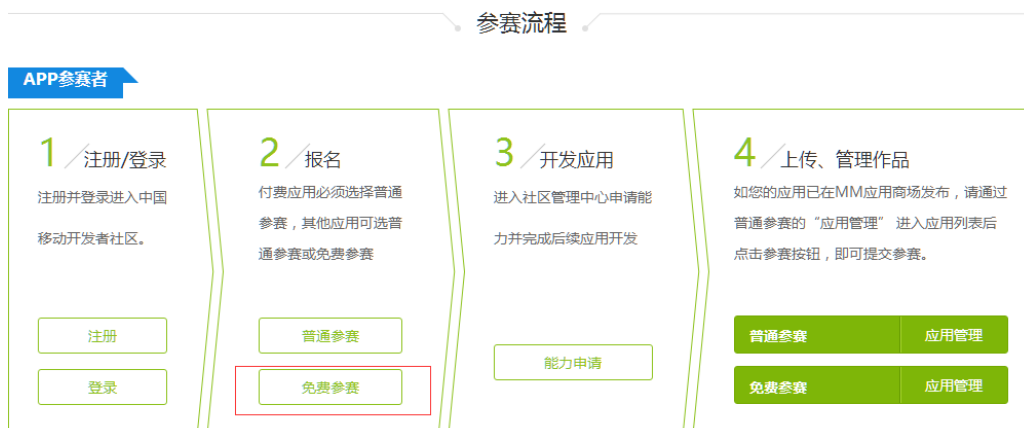 参赛流程
APP参赛者
1 注册/登录
注册并登录进入中国
移动开发者社区。
注册
登录
2 报名
付费应用必须选择普通
参赛，其他应用可选普
通参赛或免费参赛
普通参赛
免费参赛
3 开发应用
进入社区管理中心申请能
力并完成后续应用开发
能力申请
4 上传、管理作品
如您的应用已在MM应用商场发布，请通过
普通参赛的“应用管理” 进入应用列表后
点击参赛按钮，即可提交参赛。
普通参赛 应用管理
免费参赛 应用管理